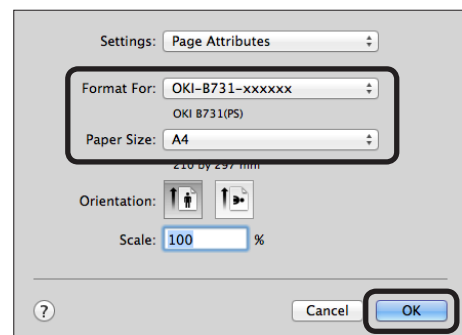 Settings: Page Attributes
Format For: OKI-B731-xxxxxx
OKI B731(PS)
Paper Size: A4
210 by 297 mm
Orientation:
Scale: 100 %
? Cancel OK